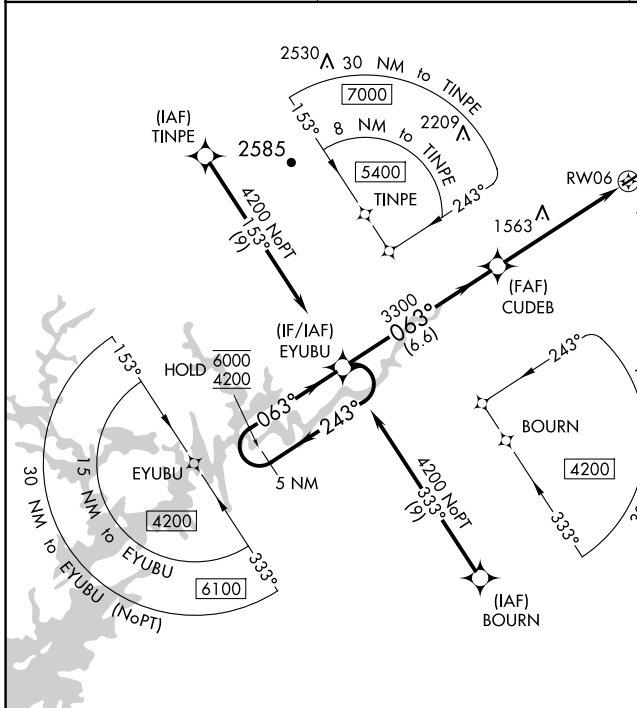 2530
30 NM to TINPE
7000
(IAF)
TINPE
2585
153°
8 NM to TINPE
2209
5400
TINPE
243°
RW06
4200 NoPT
153°
(9)
1563
(FAF)
CUDEB
3300
063°
(6.6)
(IF/IAF)
EYUBU
HOLD
6000
4200
063°
243°
5 NM
153°
EYUBU
4200
15 NM to EYUBU
30 NM to EYUBU (NoPT)
6100
333°
243°
BOURN
4200
333°
4200 NoPT
333°
(9)
(IAF)
BOURN